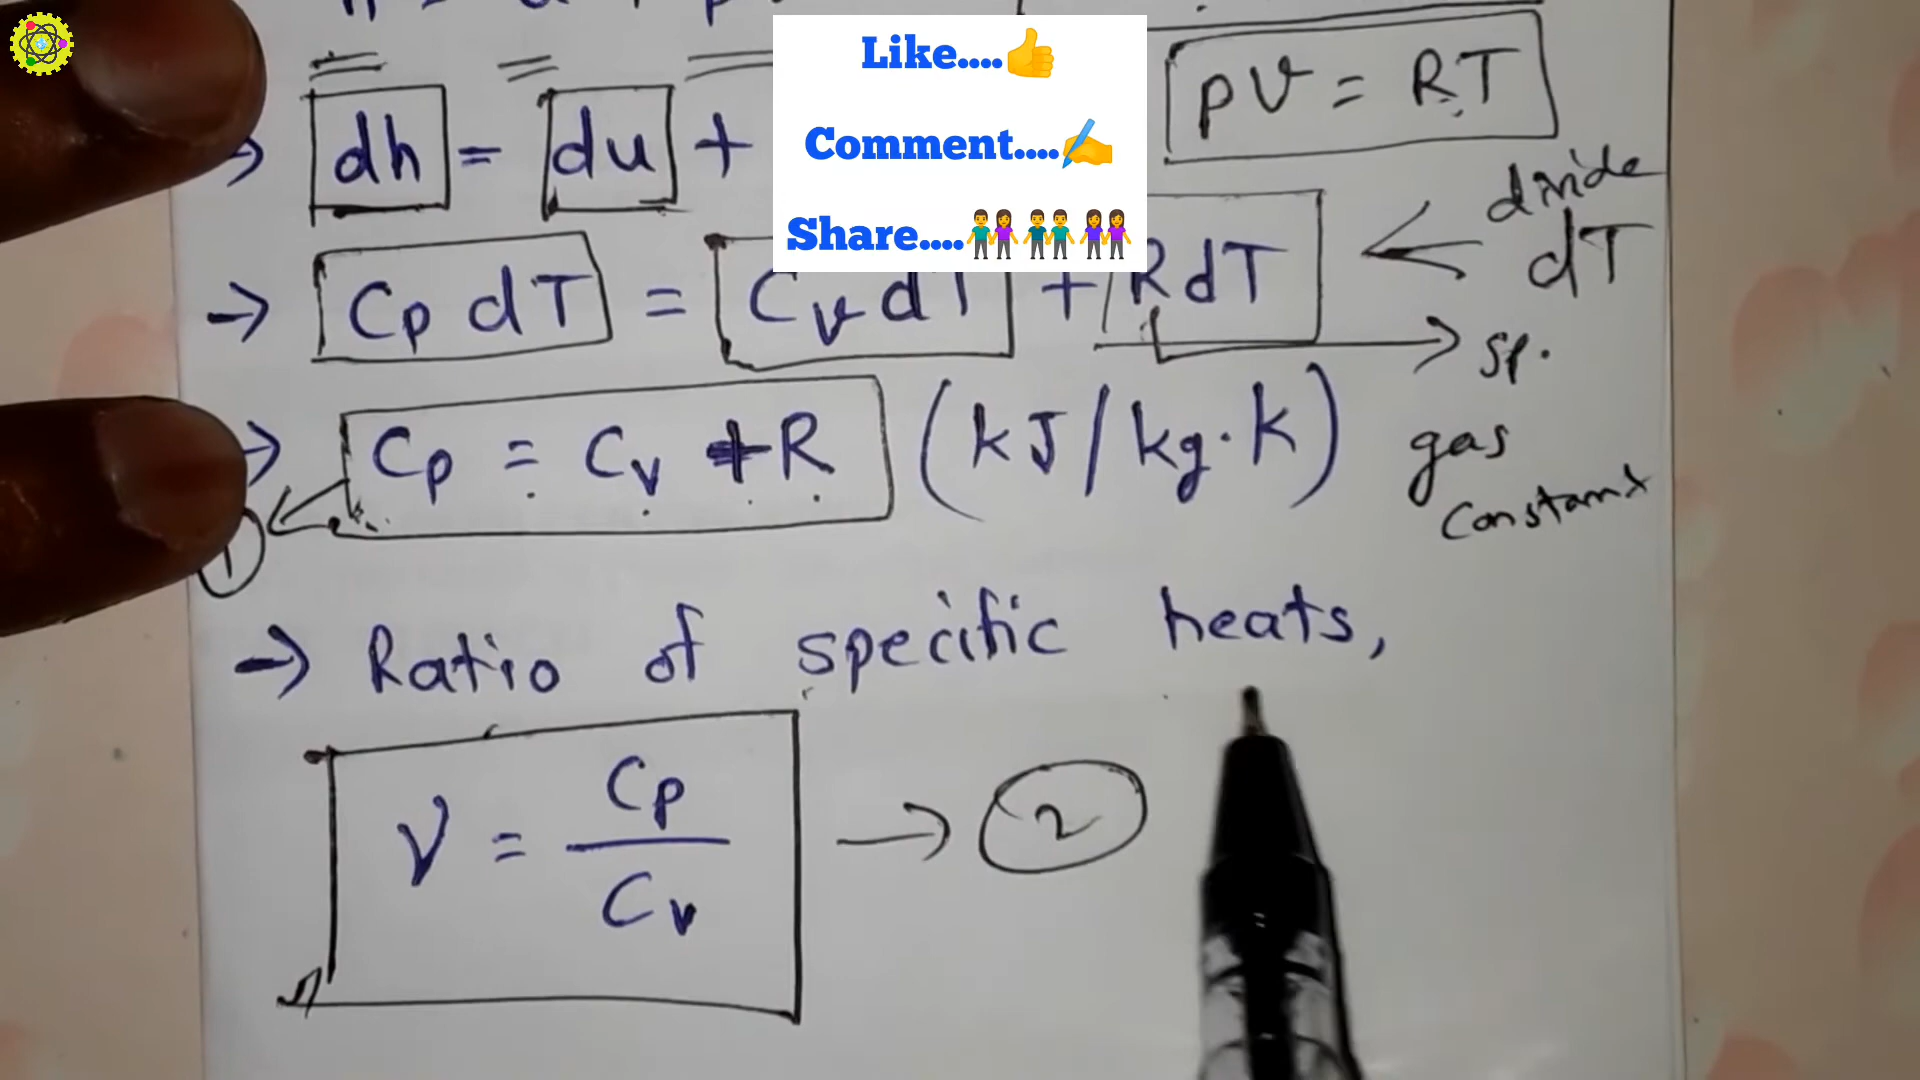 Like....👍
Comment....✍
Share....👫👬👭
pv = RT
→ dh = du +
divide
dT
→ Cp dT = Cv dT + RdT
→ sp.
gas
constant
→ Cp = Cv + R (kJ/kg.K)
1
→ Ratio of specific heats,
γ = Cp/Cv → 2